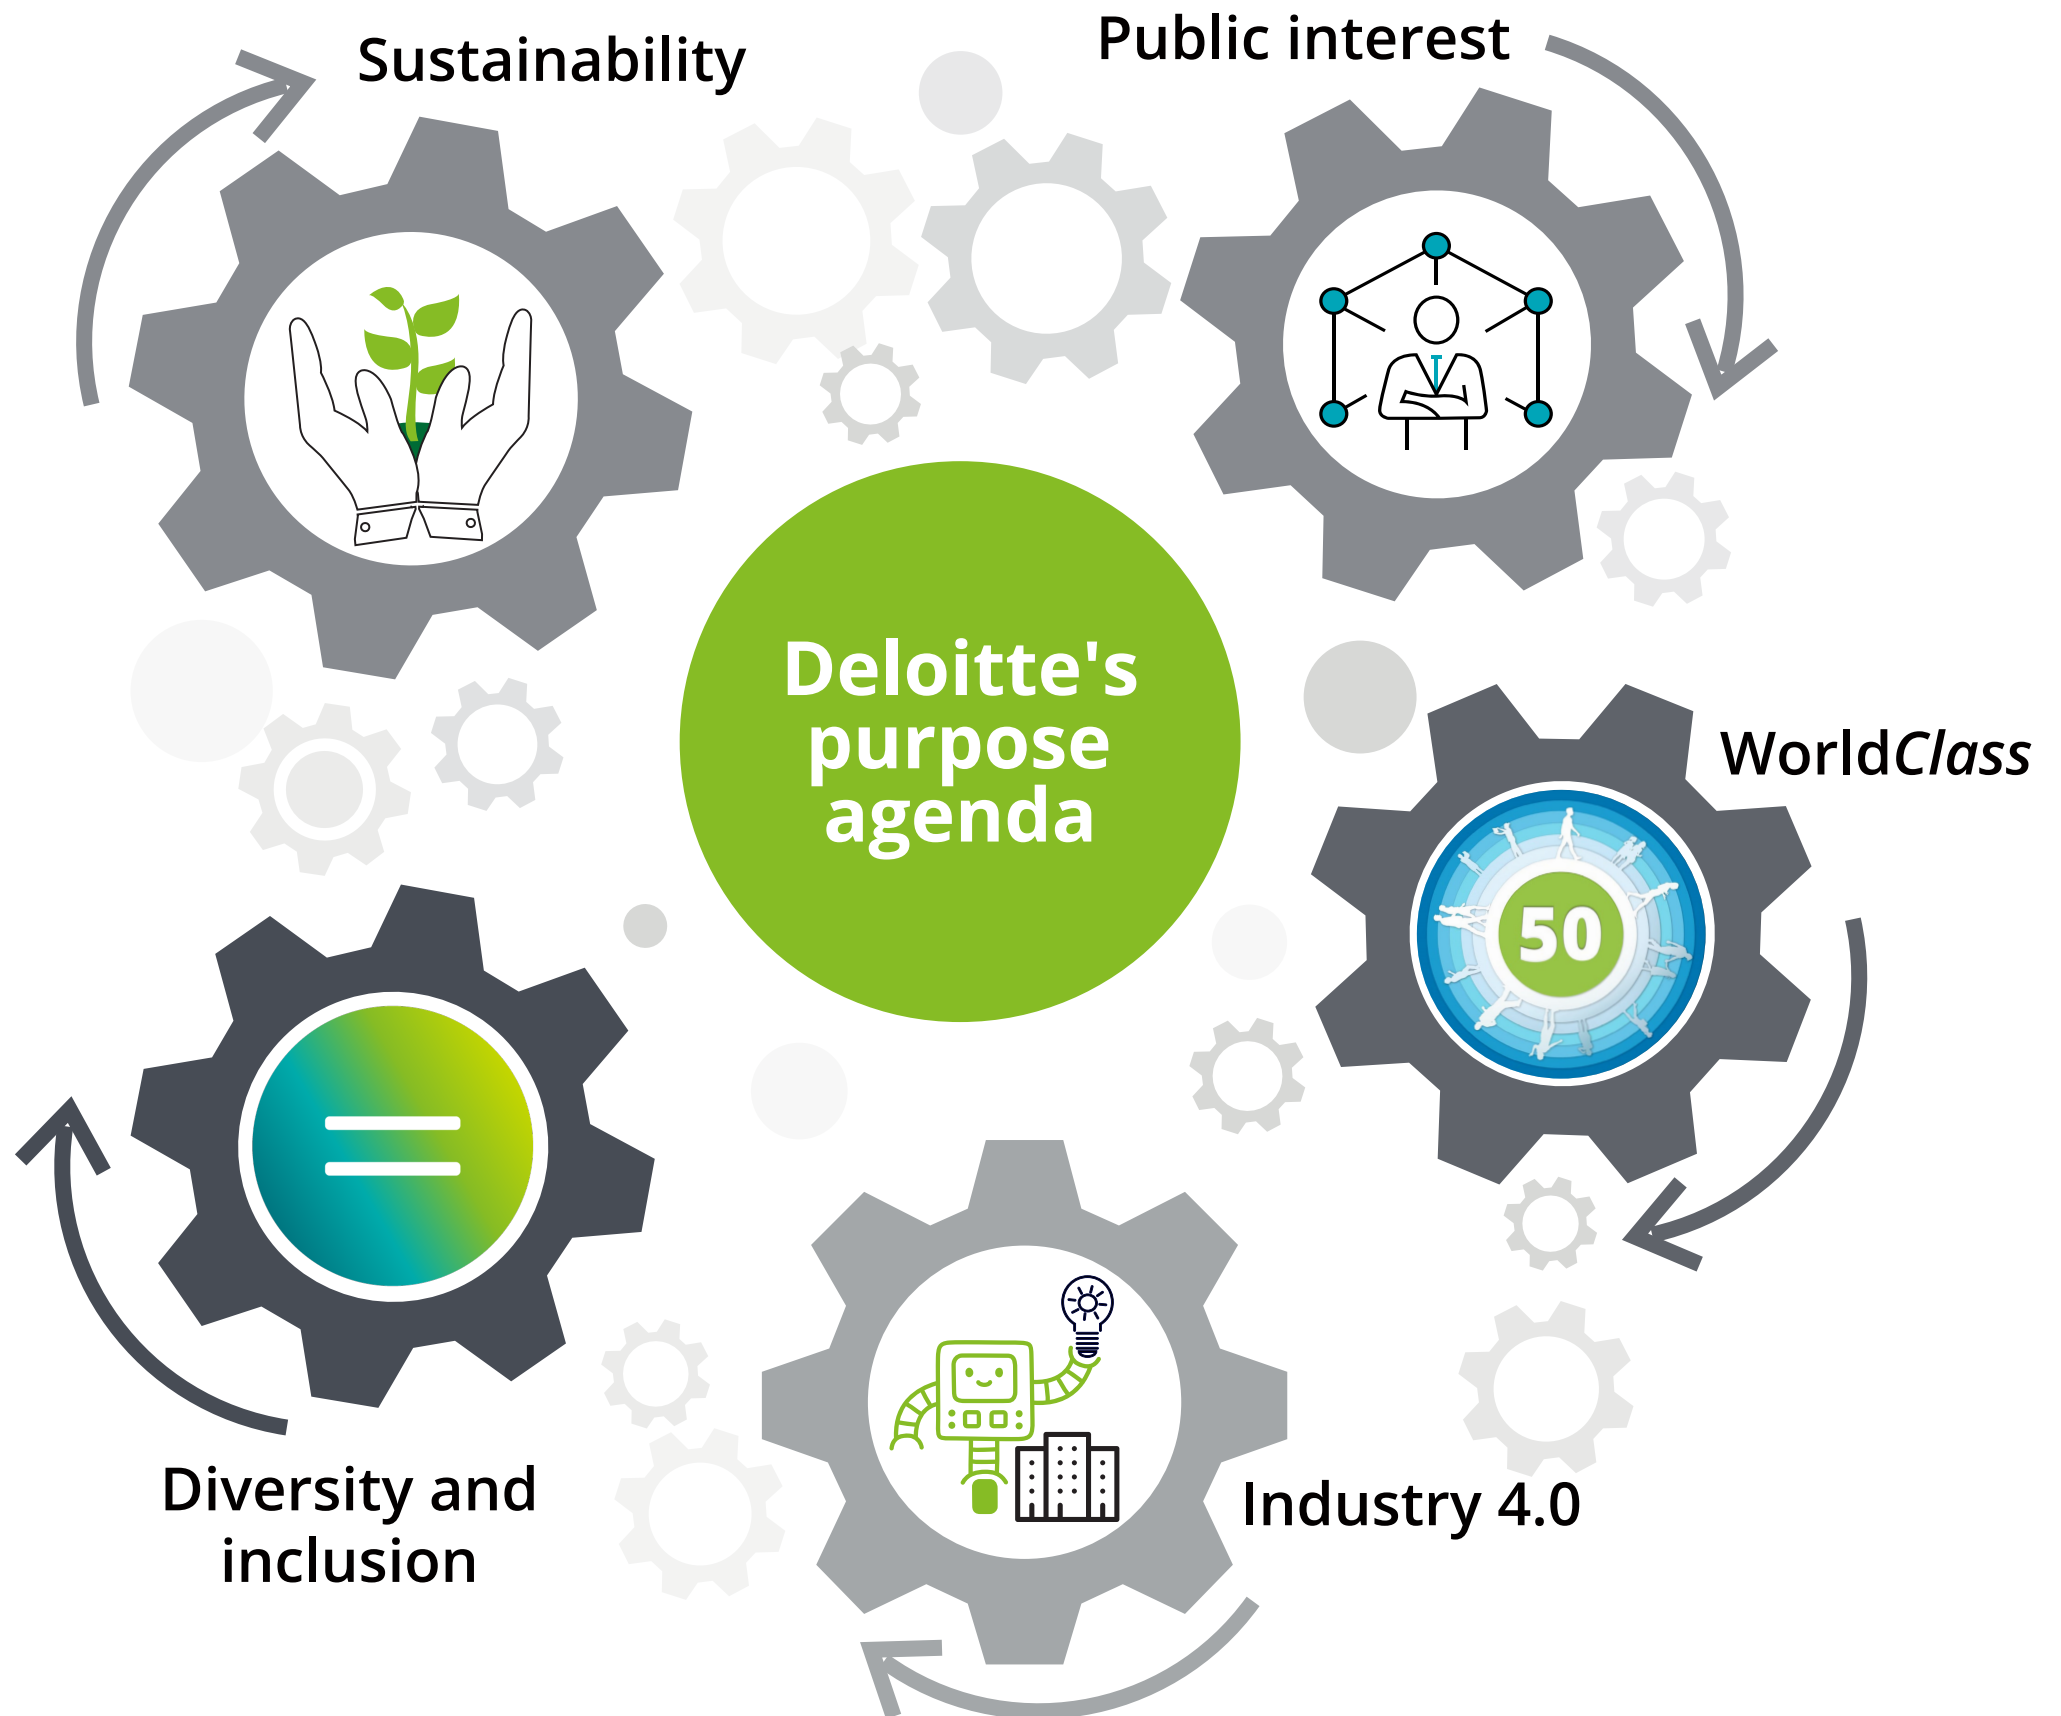 Sustainability
Public interest
Deloitte's
purpose
agenda
WorldClass
50
Diversity and
inclusion
Industry 4.0